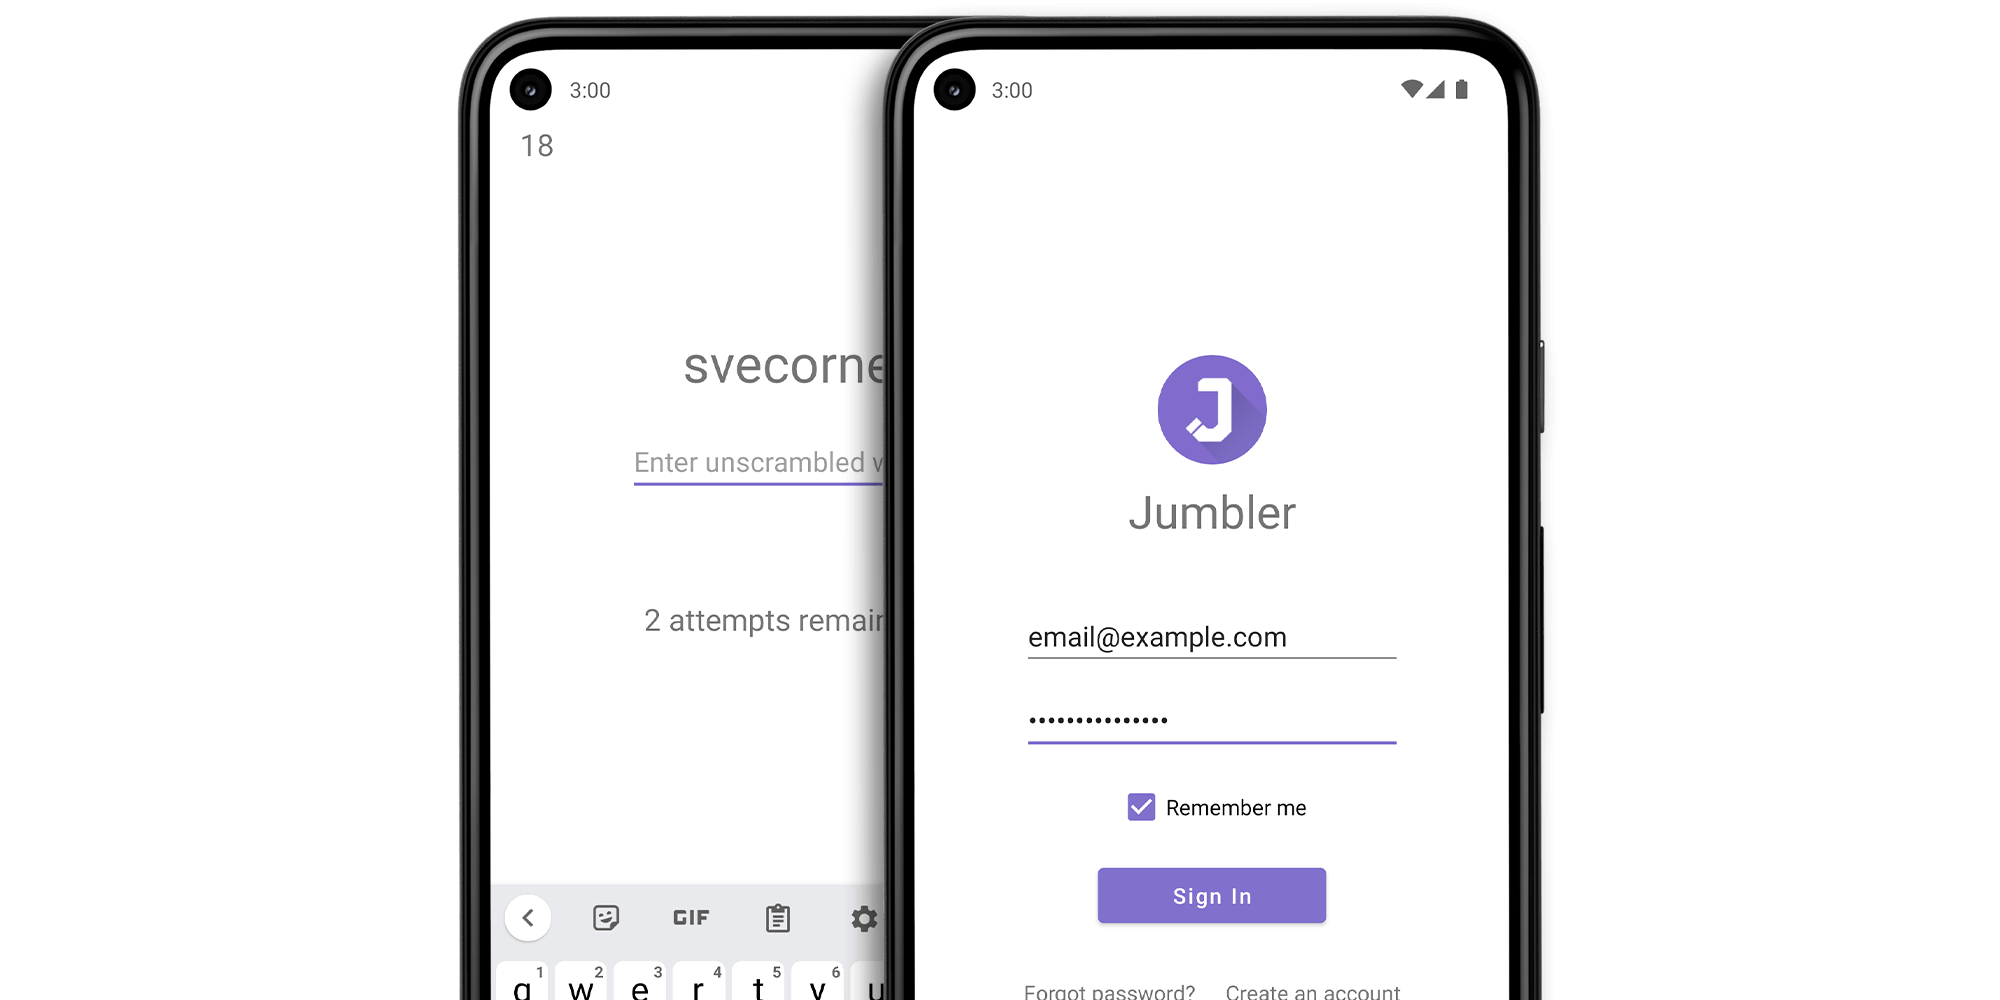 3:00
18
svecorne
Enter unscrambled
2 attempts remain
GIF
1 2 3 4 5 6
q w e r t y u
3:00
J
Jumbler
email@example.com
Remember me
Sign In
Forgot password? Create an account